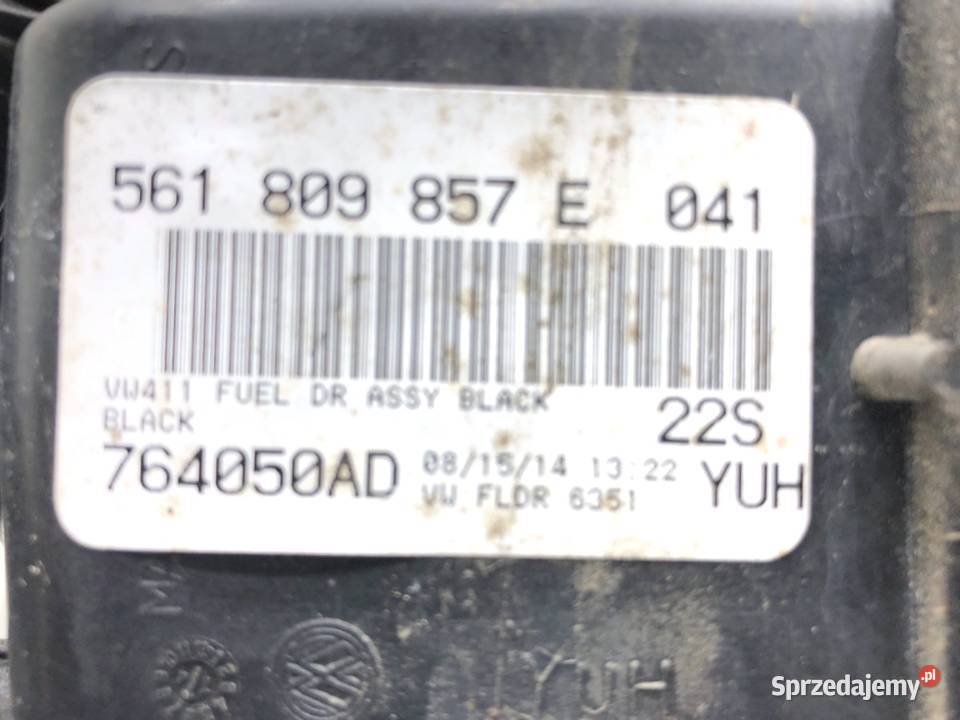 561 809 857 E 041
VW411 FUEL DR ASSY BLACK
BLACK
22S
764050AD
08/15/14 13:22
VW FLDR 6351
YUH
YUH
Sprzedajemy.pl